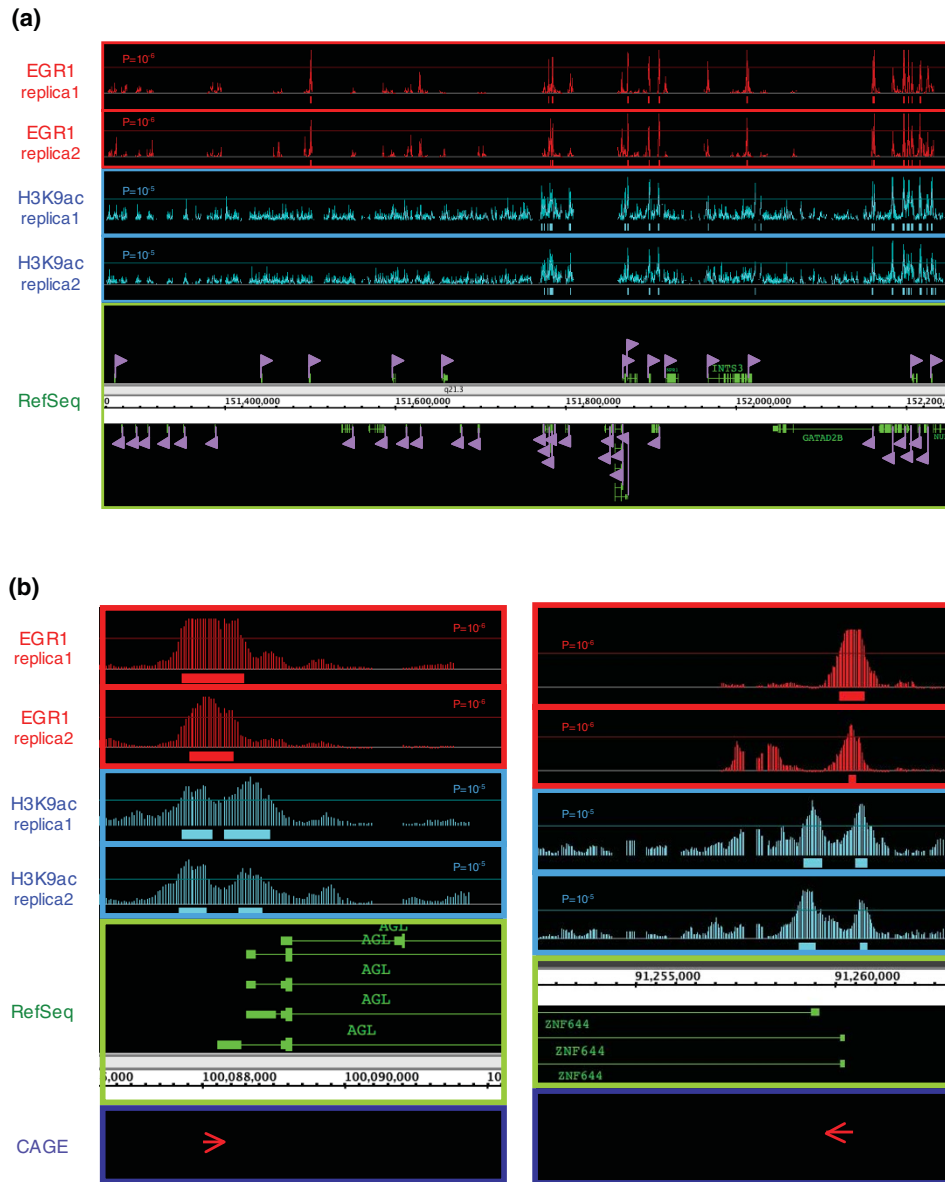 (a)
EGR1
replica1
P=10-6
EGR1
replica2
P=10-6
H3K9ac
replica1
P=10-5
H3K9ac
replica2
P=10-5
RefSeq
INTS3
q21.3
0 151,400,000 151,600,000 151,800,000 152,000,000 152,200,
GATAD2B
(b)
EGR1
replica1
P=10-6
P=10-6
EGR1
replica2
P=10-6
P=10-6
H3K9ac
replica1
P=10-5
P=10-5
H3K9ac
replica2
P=10-5
P=10-5
RefSeq
AGL
AGL
AGL
AGL
AGL
,000 100,088,000 100,090,000 10
91,255,000 91,260,000
ZNF644
ZNF644
ZNF644
CAGE